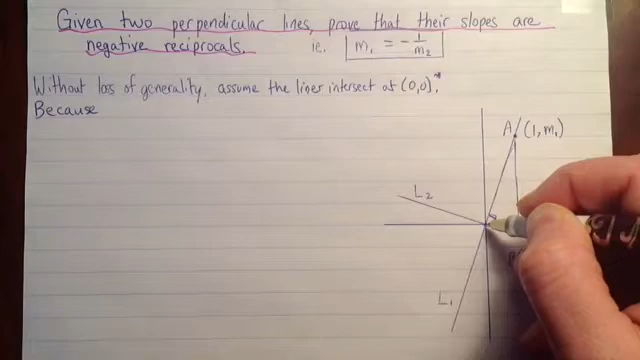 Given two perpendicular lines, prove that their slopes are
negative reciprocals. ie. m₁ = -1/m₂
Without loss of generality, assume the lines intersect at (0,0)*.
Because
A (1, m₁)
L₂
L₁